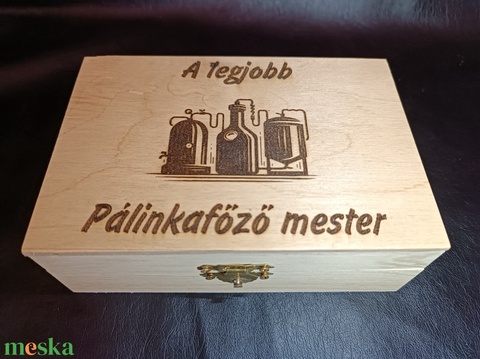 A legjobb
Pálinkafőző mester
meska